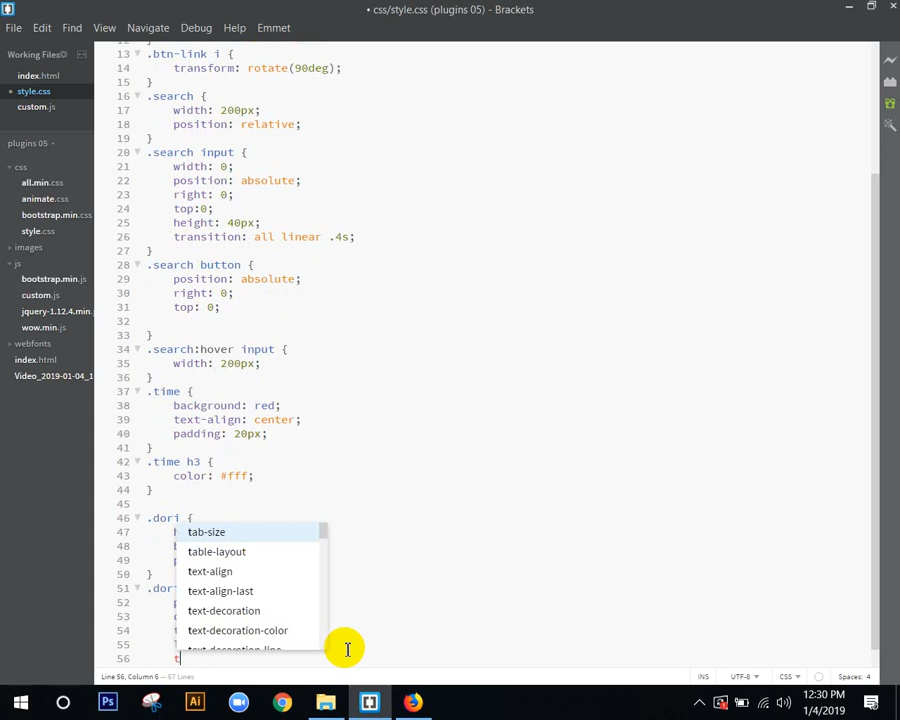 • css/style.css (plugins 05) - Brackets
File Edit Find View Navigate Debug Help Emmet
Working Files
index.html
• style.css
custom.js
plugins 05
css
all.min.css
animate.css
bootstrap.min.css
style.css
images
js
bootstrap.min.js
custom.js
jquery-1.12.4.min.
wow.min.js
webfonts
index.html
Video_2019-01-04_1
12
13 .btn-link i {
14 transform: rotate(90deg);
15 }
16 .search {
17 width: 200px;
18 position: relative;
19 }
20 .search input {
21 width: 0;
22 position: absolute;
23 right: 0;
24 top:0;
25 height: 40px;
26 transition: all linear .4s;
27 }
28 .search button {
29 position: absolute;
30 right: 0;
31 top: 0;
32
33 }
34 .search:hover input {
35 width: 200px;
36 }
37 .time {
38 background: red;
39 text-align: center;
40 padding: 20px;
41 }
42 .time h3 {
43 color: #fff;
44 }
45
46 .dori {
47 h
48 b
49 p
50 }
51 .dori
52 p
53
54 t
55 l
56 t
tab-size
table-layout
text-align
text-align-last
text-decoration
text-decoration-color
text-decoration-line
Line 56, Column 6 — 57 Lines
INS UTF-8 CSS Spaces: 4
Ps Ai
12:30 PM
1/4/2019